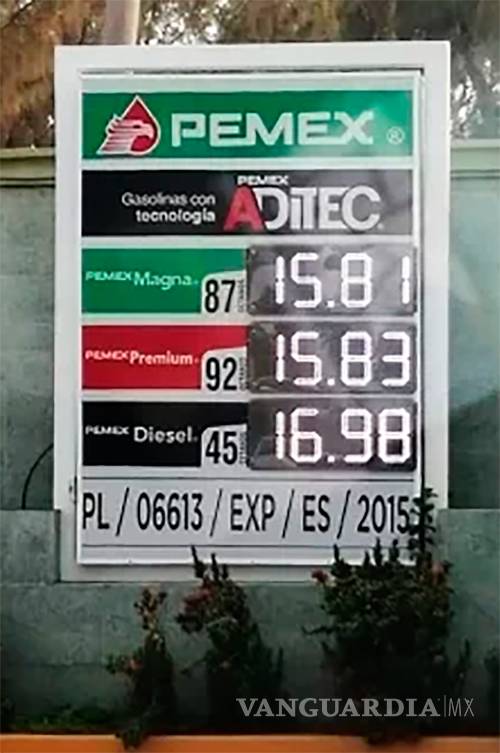 PEMEX®
Gasolinas con tecnología
PEMEX ADITEC
PEMEX Magna 87 15.81
PEMEX Premium 92 15.83
PEMEX Diesel 45 16.98
PL / 06613 / EXP / ES / 2015
VANGUARDIA|MX